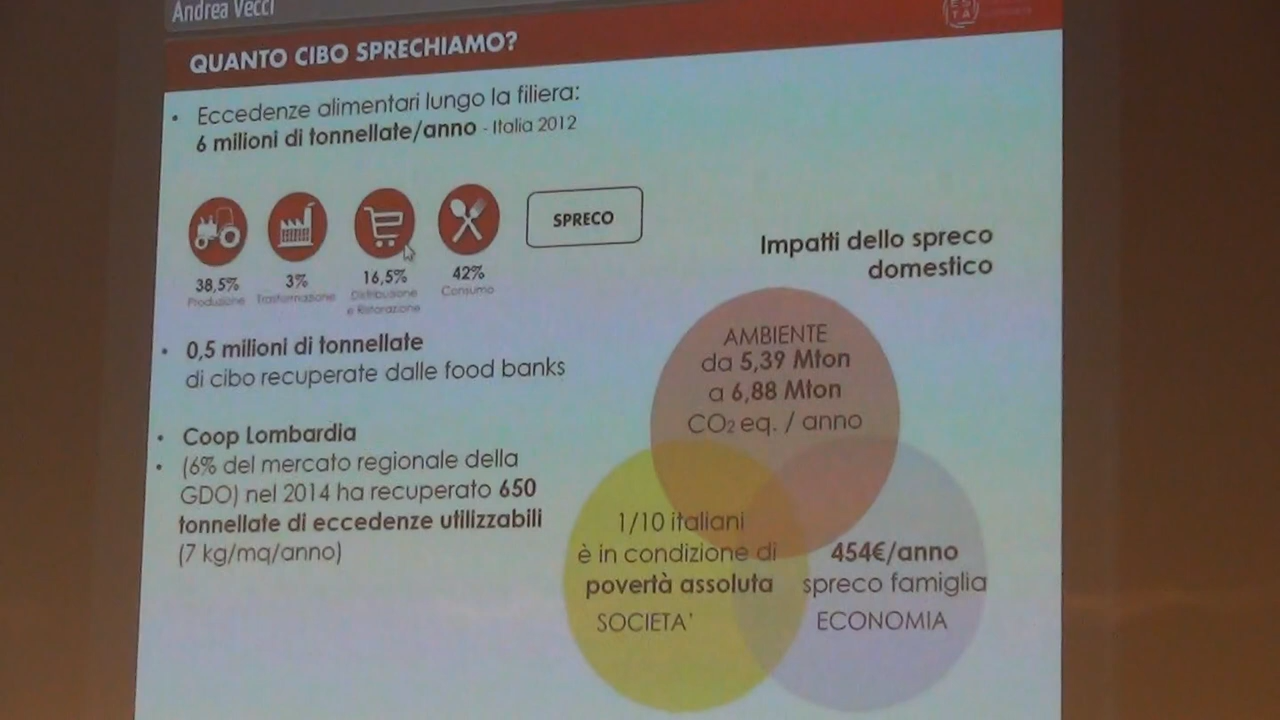 Andrea Vecci
QUANTO CIBO SPRECHIAMO?
• Eccedenze alimentari lungo la filiera:
6 milioni di tonnellate/anno - Italia 2012
38,5%
Produzione
3%
Trasformazione
16,5%
Distribuzione
e Ristorazione
42%
Consumo
SPRECO
• 0,5 milioni di tonnellate
di cibo recuperate dalle food banks
• Coop Lombardia
• (6% del mercato regionale della
GDO) nel 2014 ha recuperato 650
tonnellate di eccedenze utilizzabili
(7 kg/mq/anno)
Impatti dello spreco
domestico
AMBIENTE
da 5,39 Mton
a 6,88 Mton
CO2 eq. / anno
1/10 italiani
è in condizione di
povertà assoluta
SOCIETA'
454€/anno
spreco famiglia
ECONOMIA